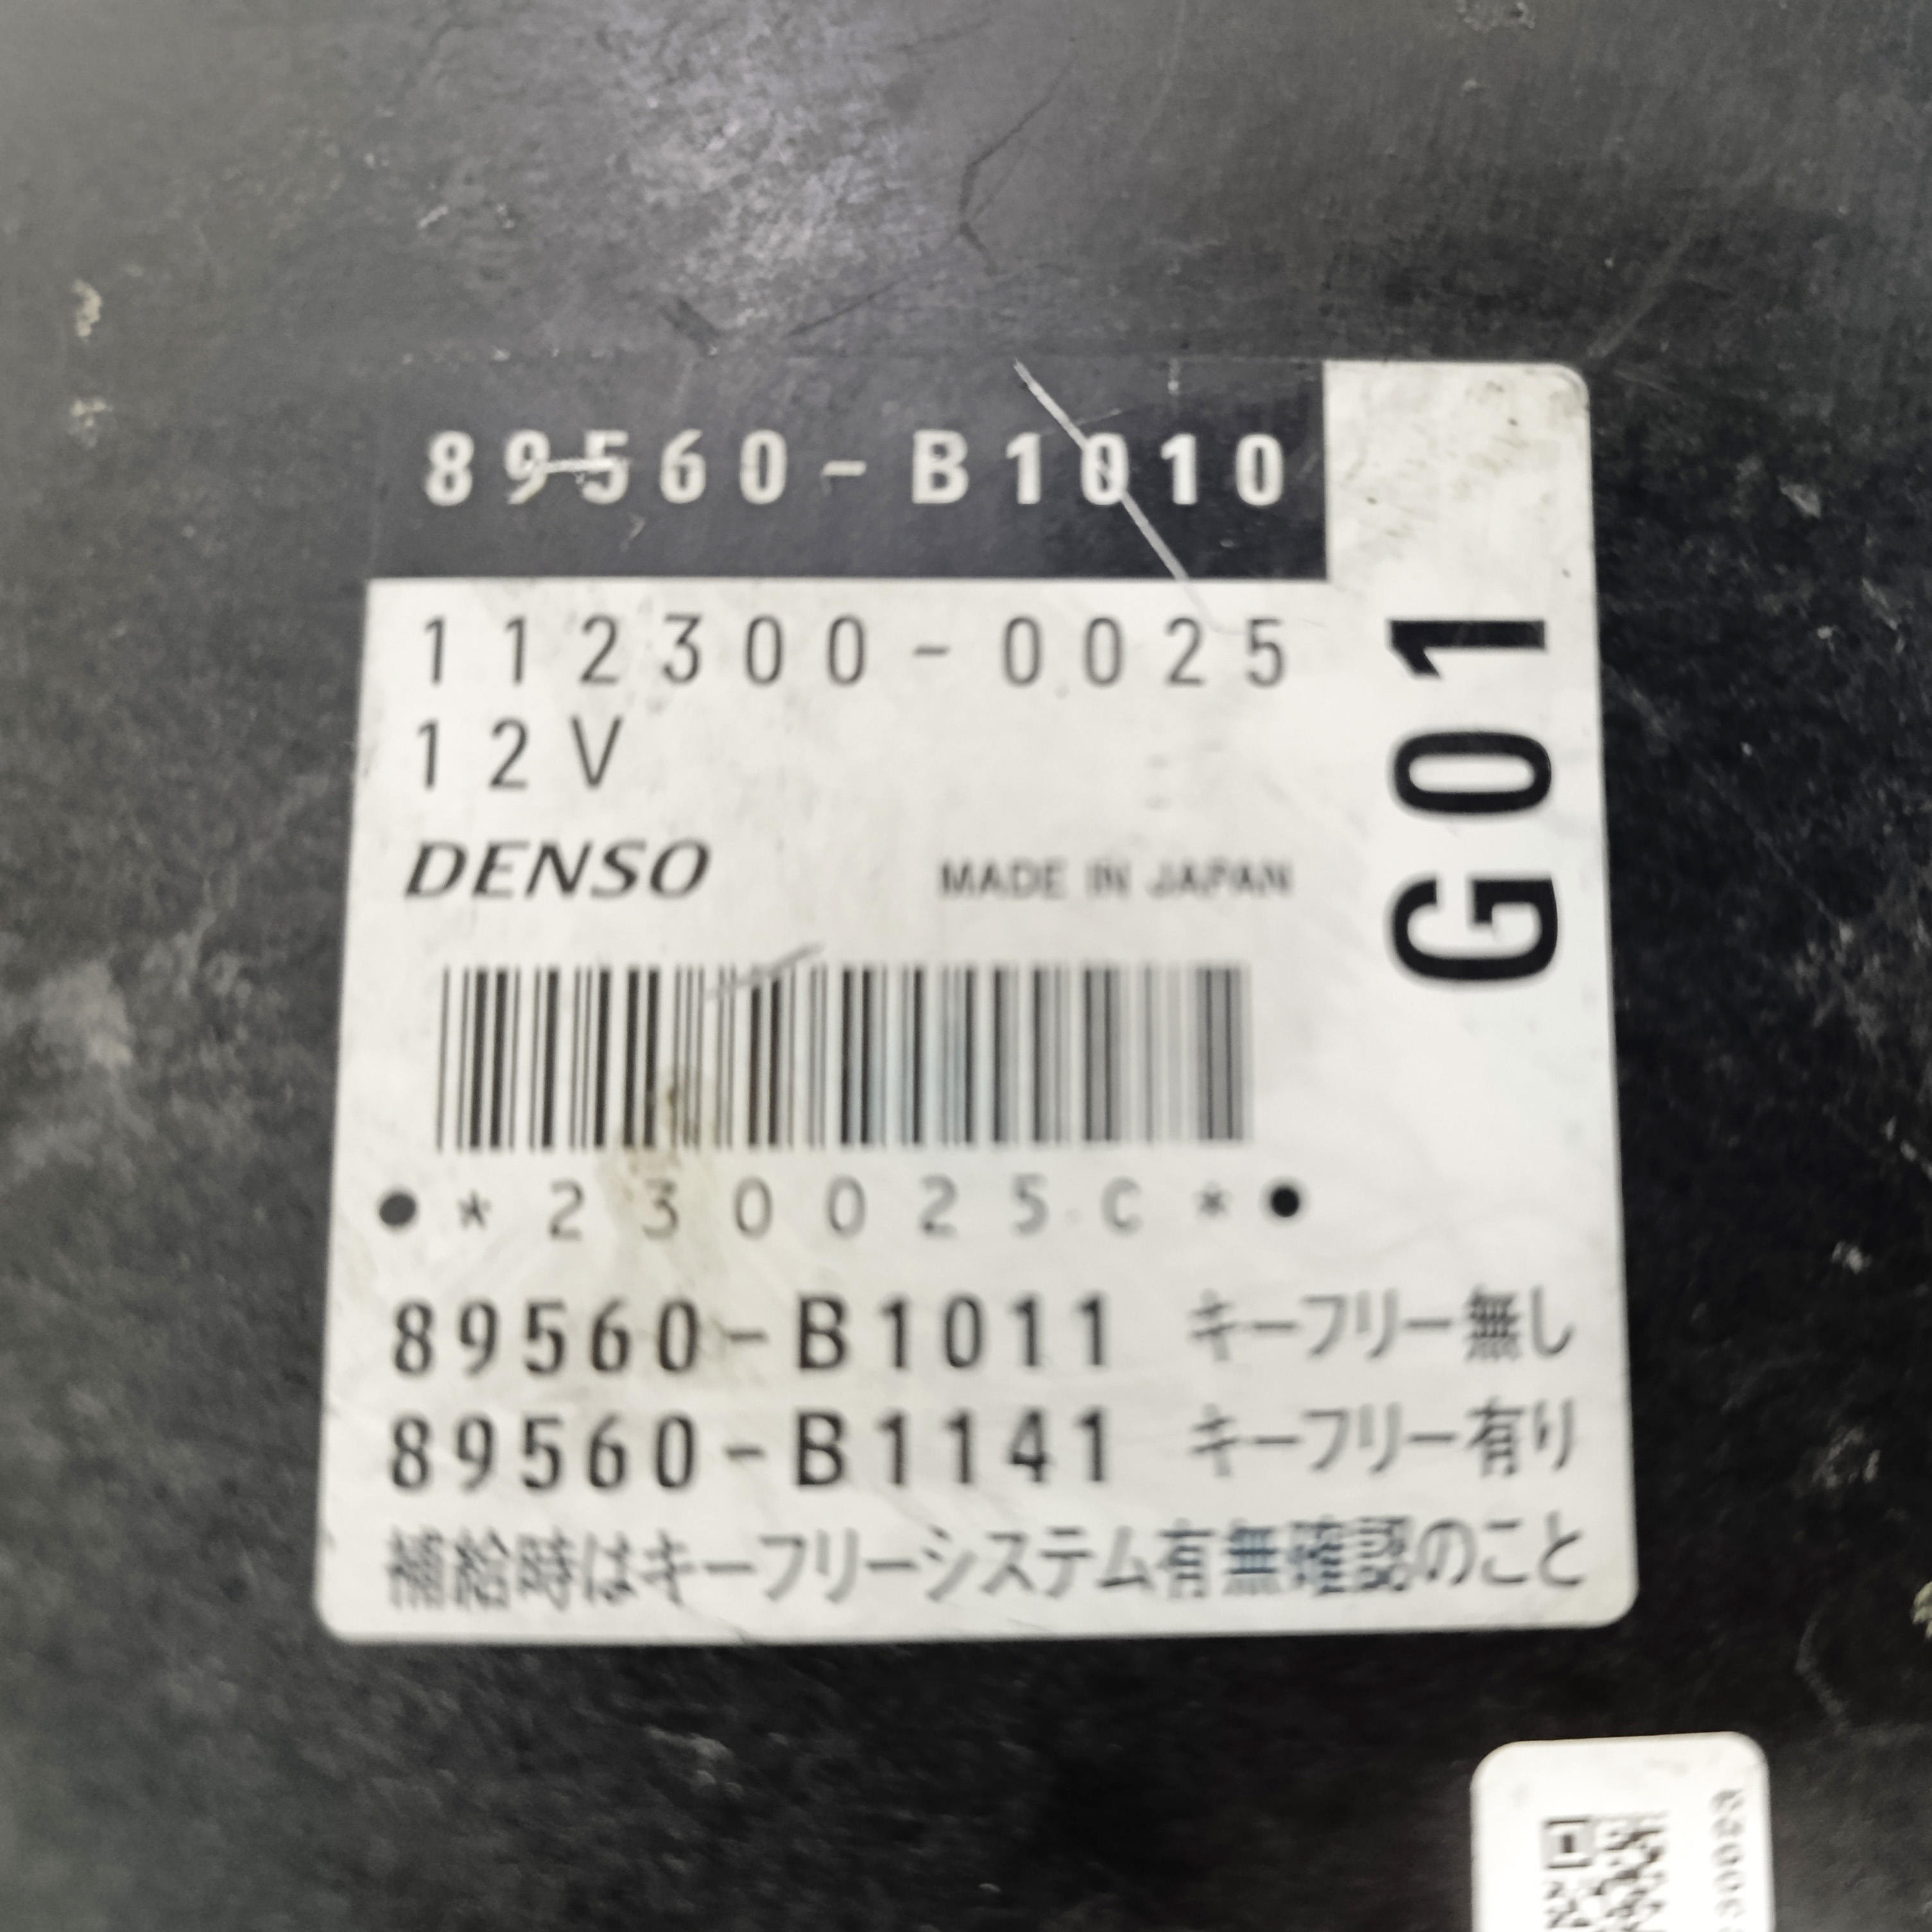 89560-B1010
112300-0025
12V
DENSO MADE IN JAPAN
G01
*230025C*
89560-B1011 キーフリー無し
89560-B1141 キーフリー有り
補給時はキーフリーシステム有無確認のこと